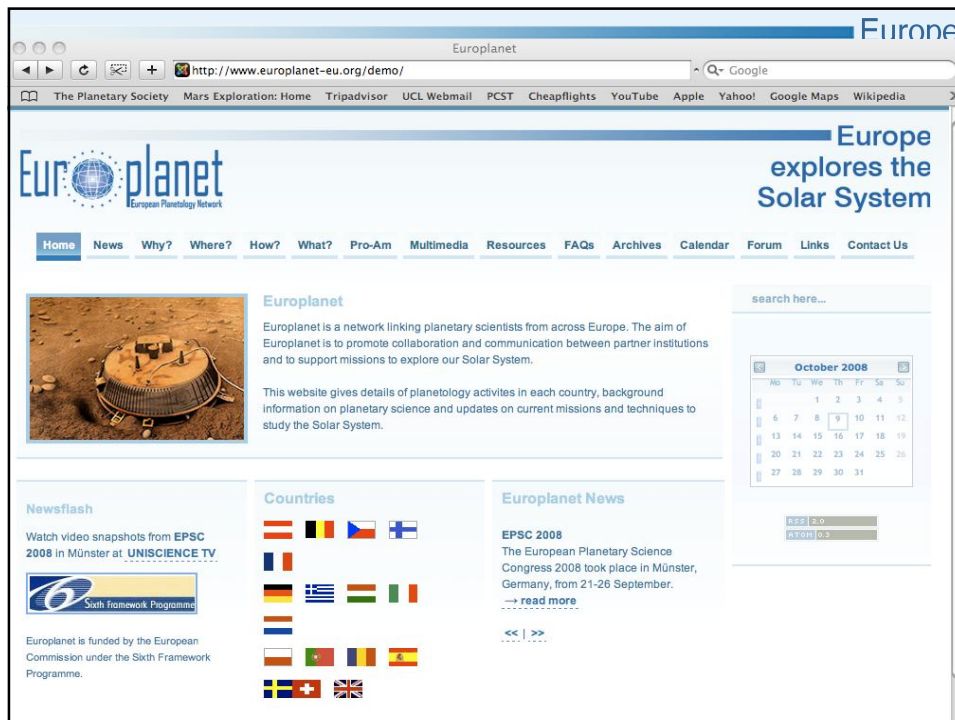 Europe
Europlanet
http://www.europlanet-eu.org/demo/
Google
The Planetary Society Mars Exploration: Home Tripadvisor UCL Webmail PCST Cheapflights YouTube Apple Yahoo! Google Maps Wikipedia
Europlanet
European Planetology Network
Europe
explores the
Solar System
Home News Why? Where? How? What? Pro-Am Multimedia Resources FAQs Archives Calendar Forum Links Contact Us
Europlanet
Europlanet is a network linking planetary scientists from across Europe. The aim of
Europlanet is to promote collaboration and communication between partner institutions
and to support missions to explore our Solar System.
This website gives details of planetology activites in each country, background
information on planetary science and updates on current missions and techniques to
study the Solar System.
search here...
October 2008
Mo Tu We Th Fr Sa Su
1 2 3 4 5
6 7 8 9 10 11 12
13 14 15 16 17 18 19
20 21 22 23 24 25 26
27 28 29 30 31
RSS 2.0
ATOM 0.3
Newsflash
Watch video snapshots from EPSC
2008 in Münster at UNISCIENCE TV
6 Sixth Framework Programme
Europlanet is funded by the European
Commission under the Sixth Framework
Programme.
Countries
Europlanet News
EPSC 2008
The European Planetary Science
Congress 2008 took place in Münster,
Germany, from 21-26 September.
→ read more
<< | >>